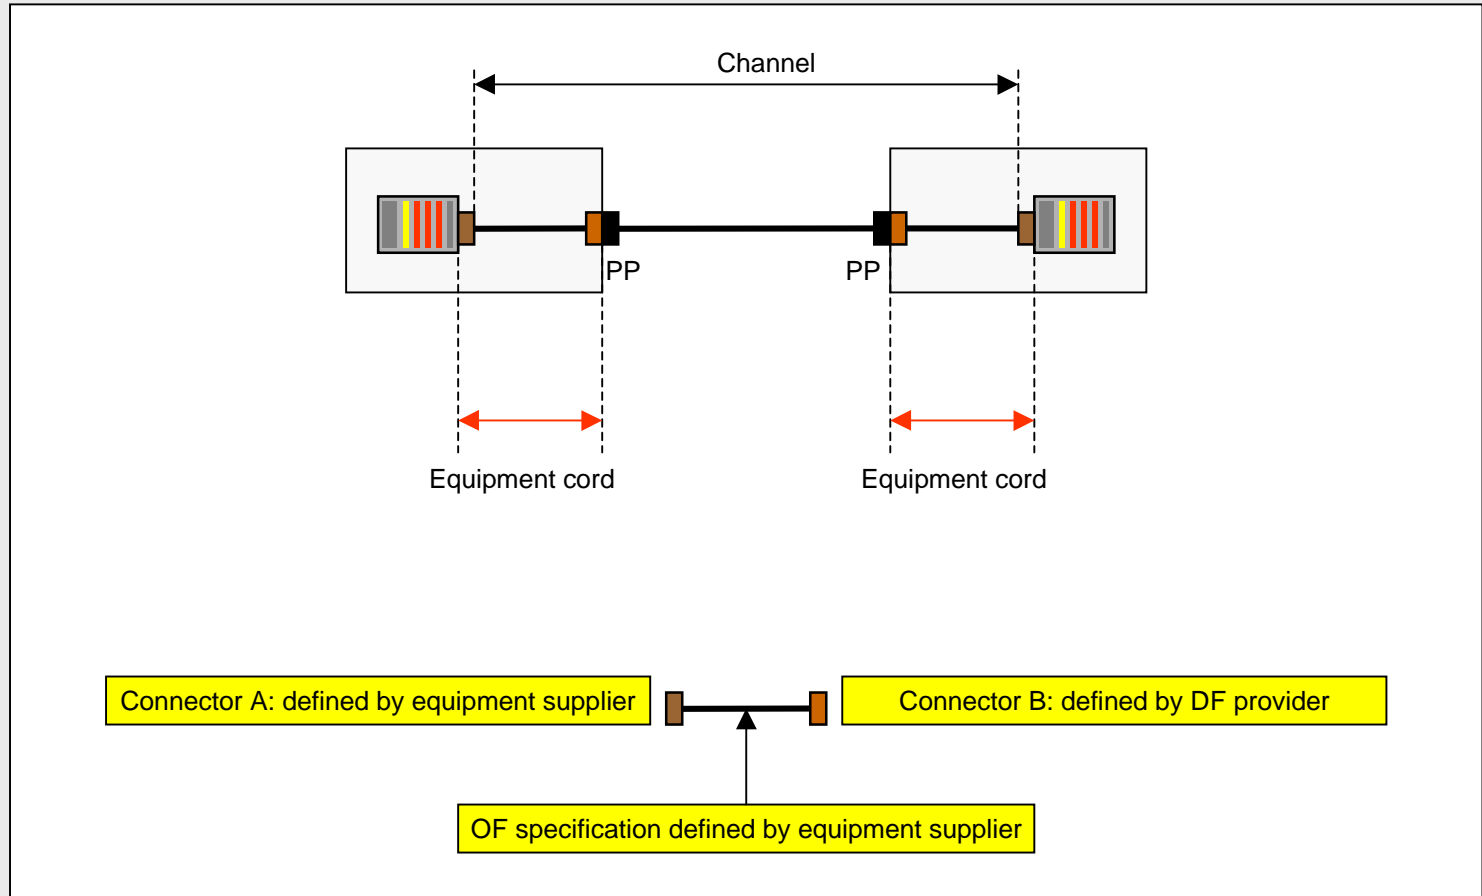 Channel
PP
PP
Equipment cord
Equipment cord
Connector A: defined by equipment supplier
Connector B: defined by DF provider
OF specification defined by equipment supplier